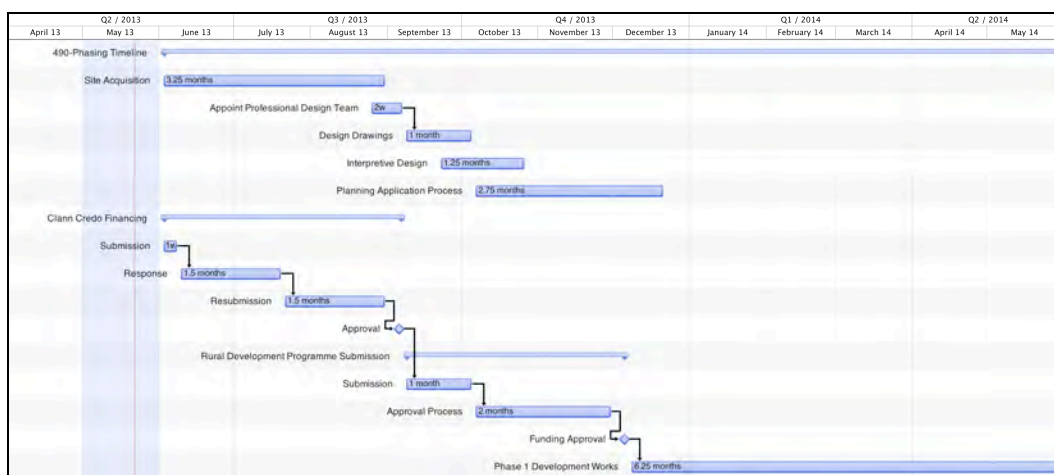 Q2 / 2013 Q3 / 2013 Q4 / 2013 Q1 / 2014 Q2 / 2014
April 13 May 13 June 13 July 13 August 13 September 13 October 13 November 13 December 13 January 14 February 14 March 14 April 14 May 14
490-Phasing Timeline
Site Acquisition 3.25 months
Appoint Professional Design Team 2w
Design Drawings 1 month
Interpretive Design 1.25 months
Planning Application Process 2.75 months
Clann Credo Financing
Submission 1w
Response 1.5 months
Resubmission 1.5 months
Approval
Rural Development Programme Submission
Submission 1 month
Approval Process 2 months
Funding Approval
Phase 1 Development Works 6.25 months